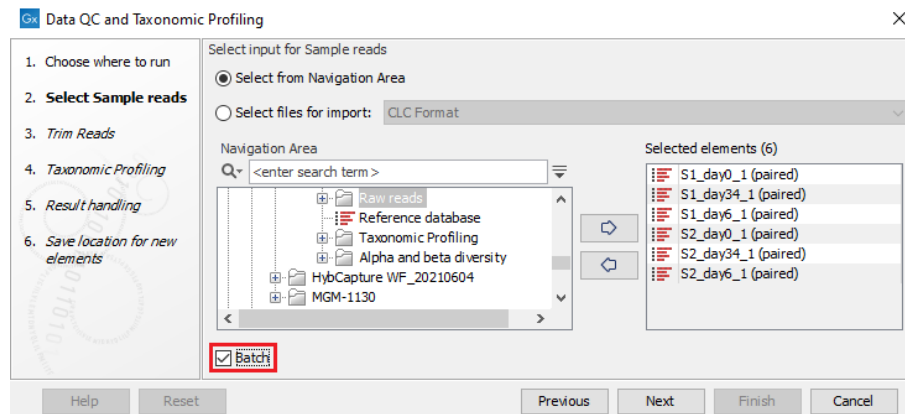 Gx Data QC and Taxonomic Profiling
1. Choose where to run
2. Select Sample reads
3. Trim Reads
4. Taxonomic Profiling
5. Result handling
6. Save location for new
elements
Select input for Sample reads
Select from Navigation Area
Select files for import: CLC Format
Navigation Area
<enter search term>
Raw reads
Reference database
Taxonomic Profiling
Alpha and beta diversity
HybCapture WF_20210604
MGM-1130
Batch
Selected elements (6)
S1_day0_1 (paired)
S1_day34_1 (paired)
S1_day6_1 (paired)
S2_day0_1 (paired)
S2_day34_1 (paired)
S2_day6_1 (paired)
Help Reset Previous Next Finish Cancel